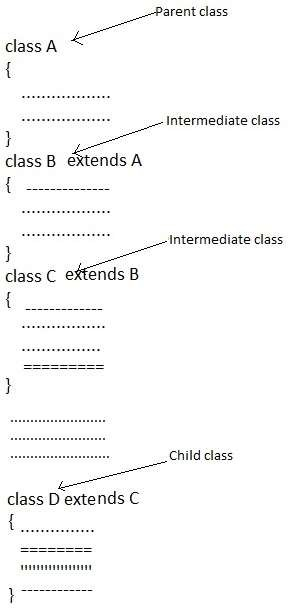 Parent class
class A
{
..................
..................
}
Intermediate class
class B extends A
{ --------------
..................
..................
}
Intermediate class
class C extends B
{ -------------
.................
................
=========
}
........................
........................
.........................
Child class
class D extends C
{ ...............
========
""""""""""
} -------------